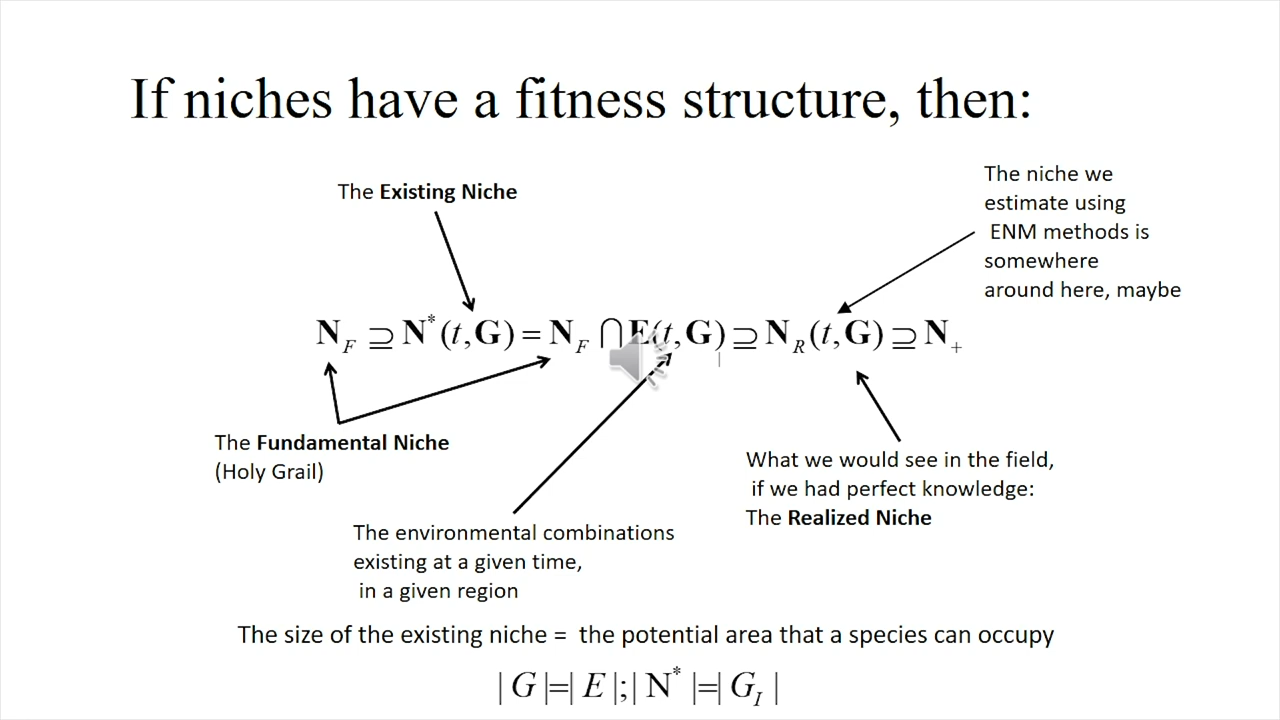 If niches have a fitness structure, then:
The Existing Niche
The niche we
estimate using
ENM methods is
somewhere
around here, maybe
N_F ⊇ N*(t,G) = N_F ⋂ E(t,G) ⊇ N_R(t,G) ⊇ N_+
The Fundamental Niche
(Holy Grail)
What we would see in the field,
if we had perfect knowledge:
The Realized Niche
The environmental combinations
existing at a given time,
in a given region
The size of the existing niche = the potential area that a species can occupy
| G |=| E |;| N* |=| G_I |